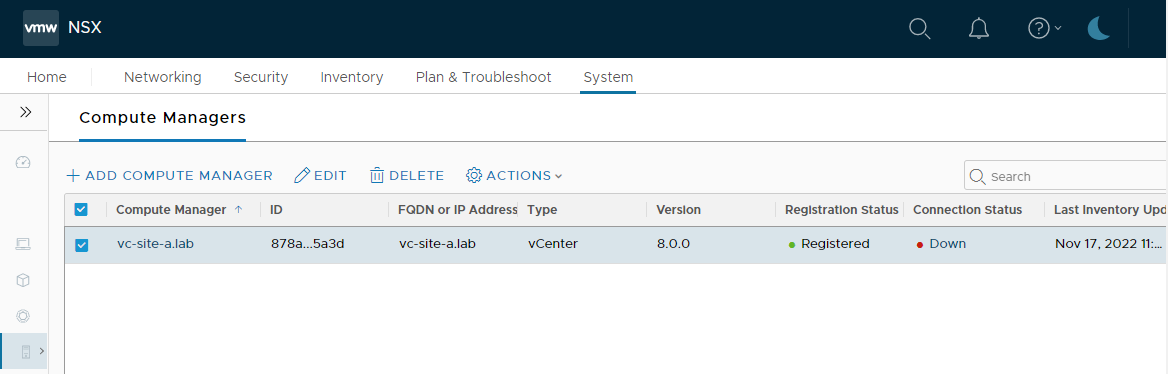 vmw NSX
Home Networking Security Inventory Plan & Troubleshoot System
Compute Managers
ADD COMPUTE MANAGER EDIT DELETE ACTIONS Search
Compute Manager ID FQDN or IP Address Type Version Registration Status Connection Status Last Inventory Upd
vc-site-a.lab 878a...5a3d vc-site-a.lab vCenter 8.0.0 Registered Down Nov 17, 2022 11:...